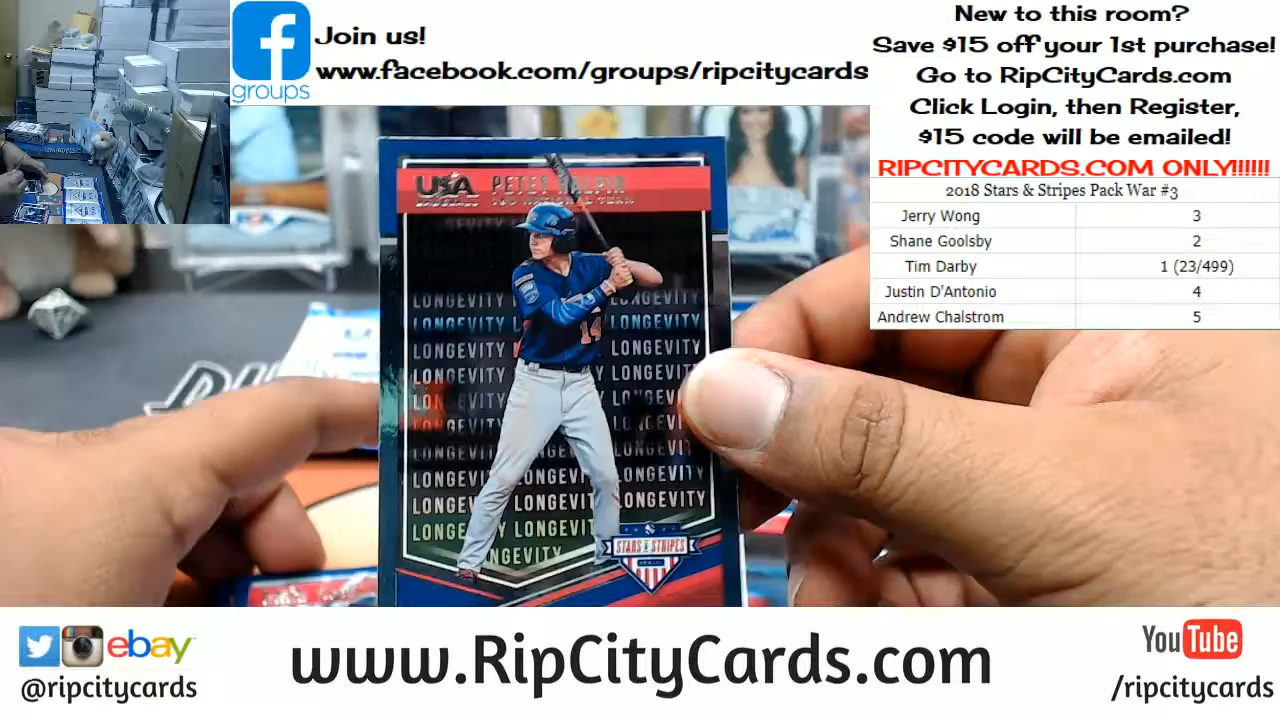 Join us!
www.facebook.com/groups/ripcitycards
groups
New to this room?
Save $15 off your 1st purchase!
Go to RipCityCards.com
Click Login, then Register,
$15 code will be emailed!
RIPCITYCARDS.COM ONLY!!!!!!
2018 Stars & Stripes Pack War #3
Jerry Wong 3
Shane Goolsby 2
Tim Darby 1 (23/499)
Justin D'Antonio 4
Andrew Chalstrom 5
USA
BASEBALL
NATIONAL TEAM
LONGEVITY LONGEVITY
LONGEVITY LONGEVITY
LONGEVITY LONGEVITY
LONGEVITY LONGEVITY
14
STARS & STRIPES
ebay
@ripcitycards
www.RipCityCards.com
YouTube
/ripcitycards